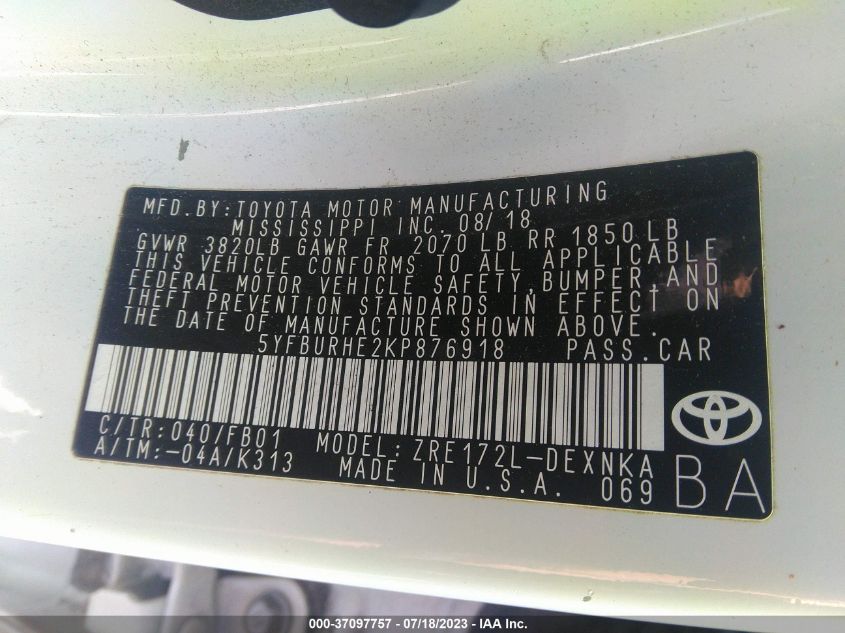 MFD.BY:TOYOTA MOTOR MANUFACTURING
MISSISSIPPI INC. 08/18
GVWR 3820LB GAWR FR 2070 LB RR 1850 LB
THIS VEHICLE CONFORMS TO ALL APPLICABLE
FEDERAL MOTOR VEHICLE SAFETY,BUMPER,AND
THEFT PREVENTION STANDARDS IN EFFECT ON
THE DATE OF MANUFACTURE SHOWN ABOVE.
5YFBURHE2KP876918 PASS.CAR
C/TR:040/FB01 MODEL:ZRE172L-DEXNKA
A/TM:-04A/K313 MADE IN U.S.A. 069
BA
000-37097757 - 07/18/2023 - IAA Inc.